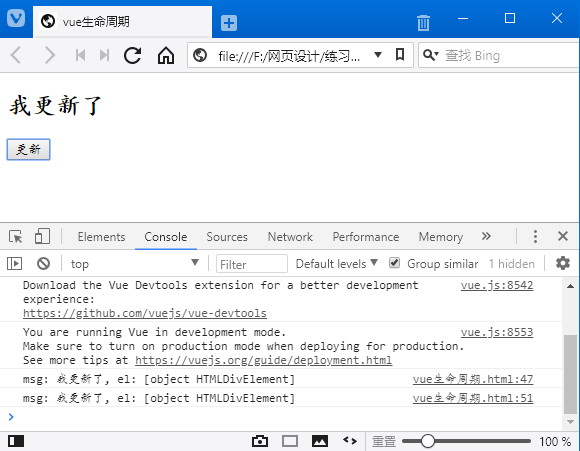 vue生命周期
file:///F:/网页设计/练习...
查找 Bing
我更新了
更新
Elements Console Sources Network Performance Memory »
top Filter Default levels Group similar 1 hidden
Download the Vue Devtools extension for a better development vue.js:8542
experience:
https://github.com/vuejs/vue-devtools
You are running Vue in development mode. vue.js:8553
Make sure to turn on production mode when deploying for production.
See more tips at https://vuejs.org/guide/deployment.html
msg: 我更新了, el: [object HTMLDivElement] vue生命周期.html:47
msg: 我更新了, el: [object HTMLDivElement] vue生命周期.html:51
重置 100 %